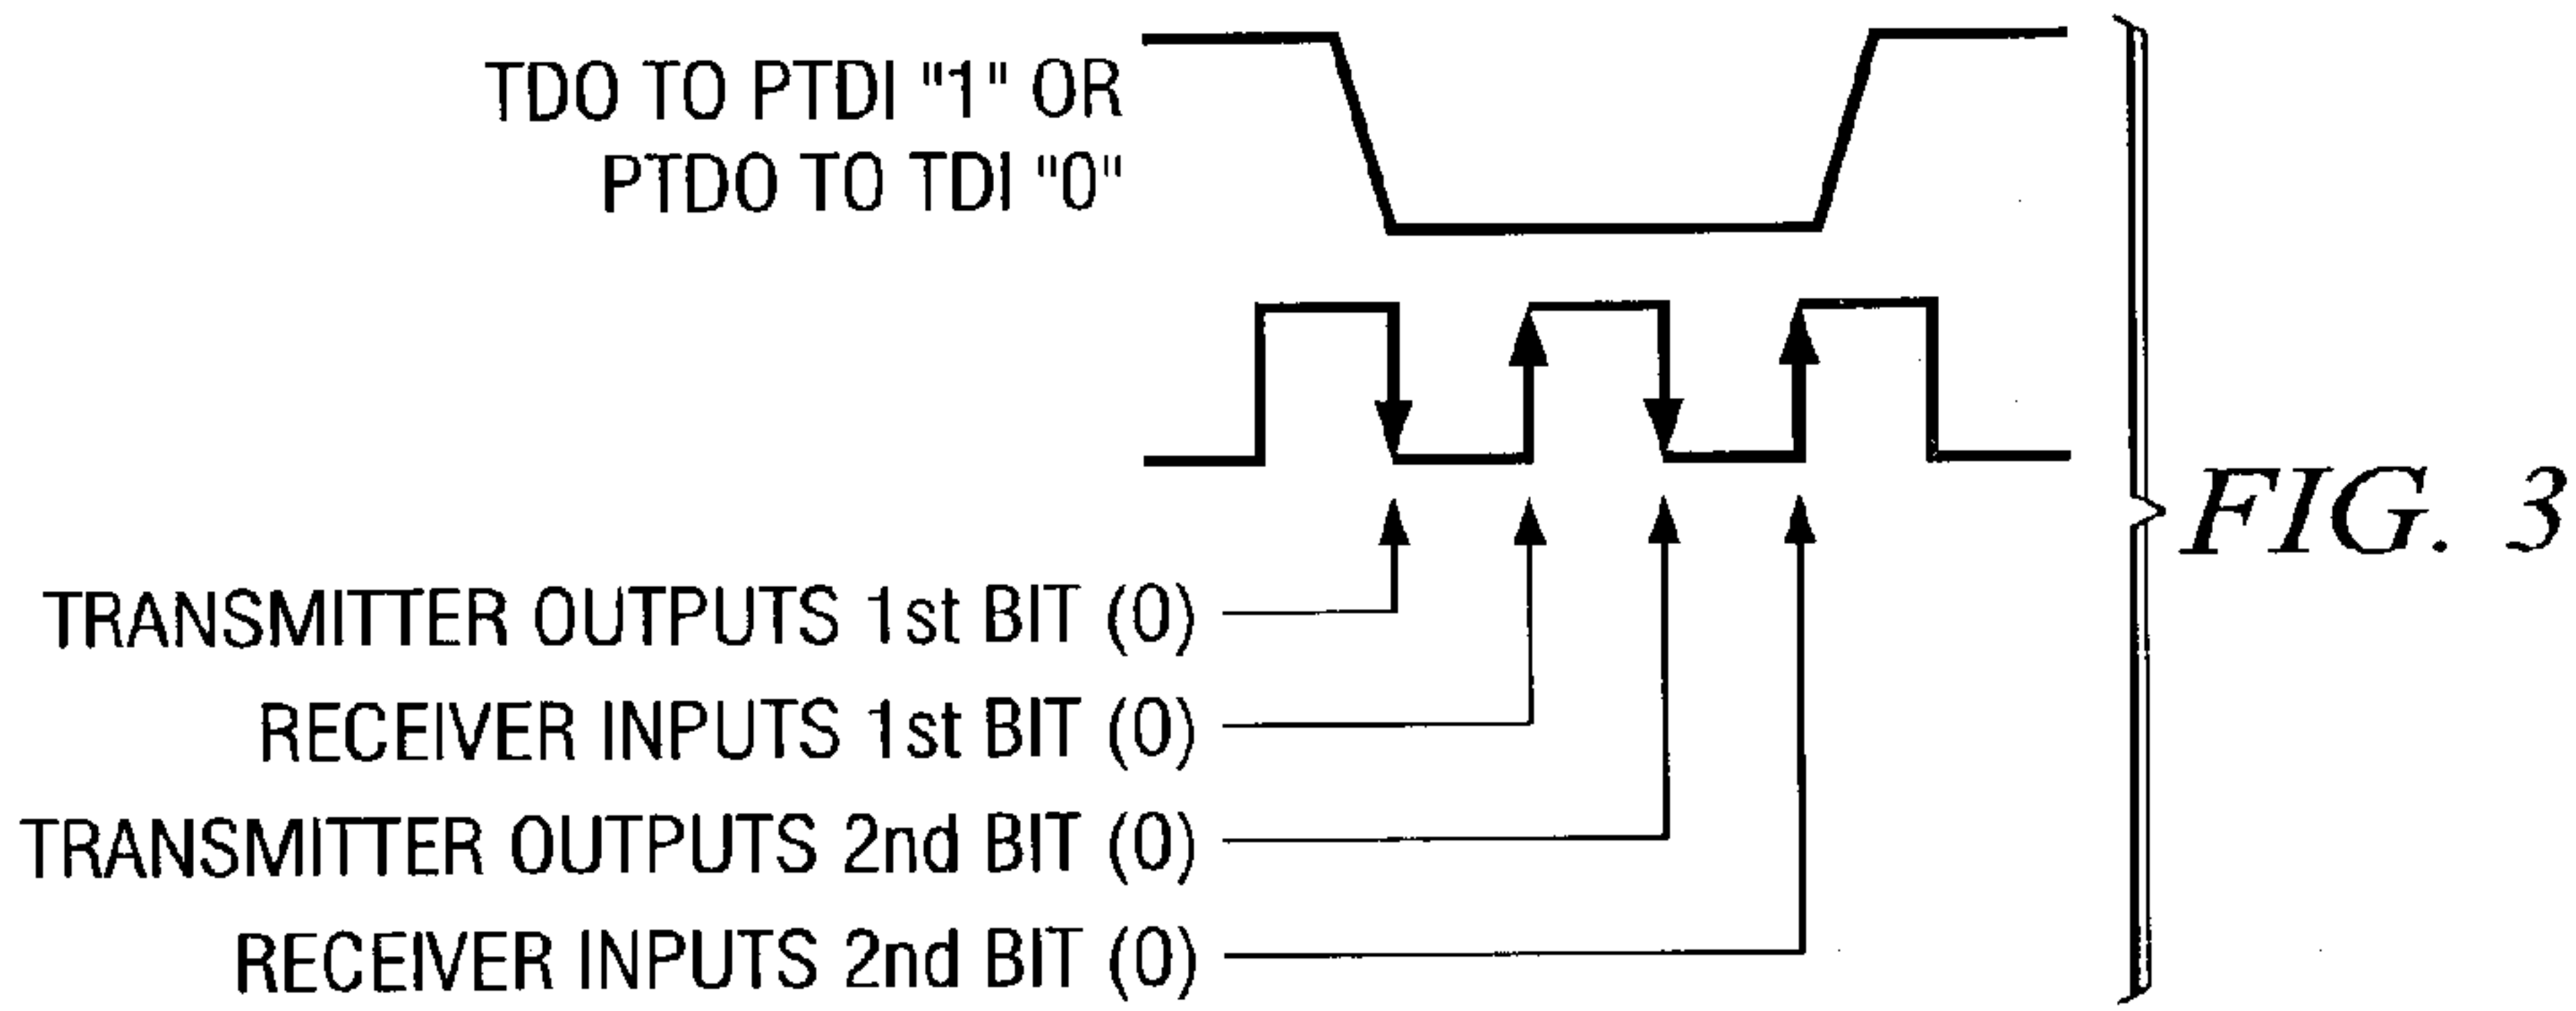 TDO TO PTDI "1" OR
PTDO TO TDI "0"
FIG. 3
TRANSMITTER OUTPUTS 1st BIT (0)
RECEIVER INPUTS 1st BIT (0)
TRANSMITTER OUTPUTS 2nd BIT (0)
RECEIVER INPUTS 2nd BIT (0)